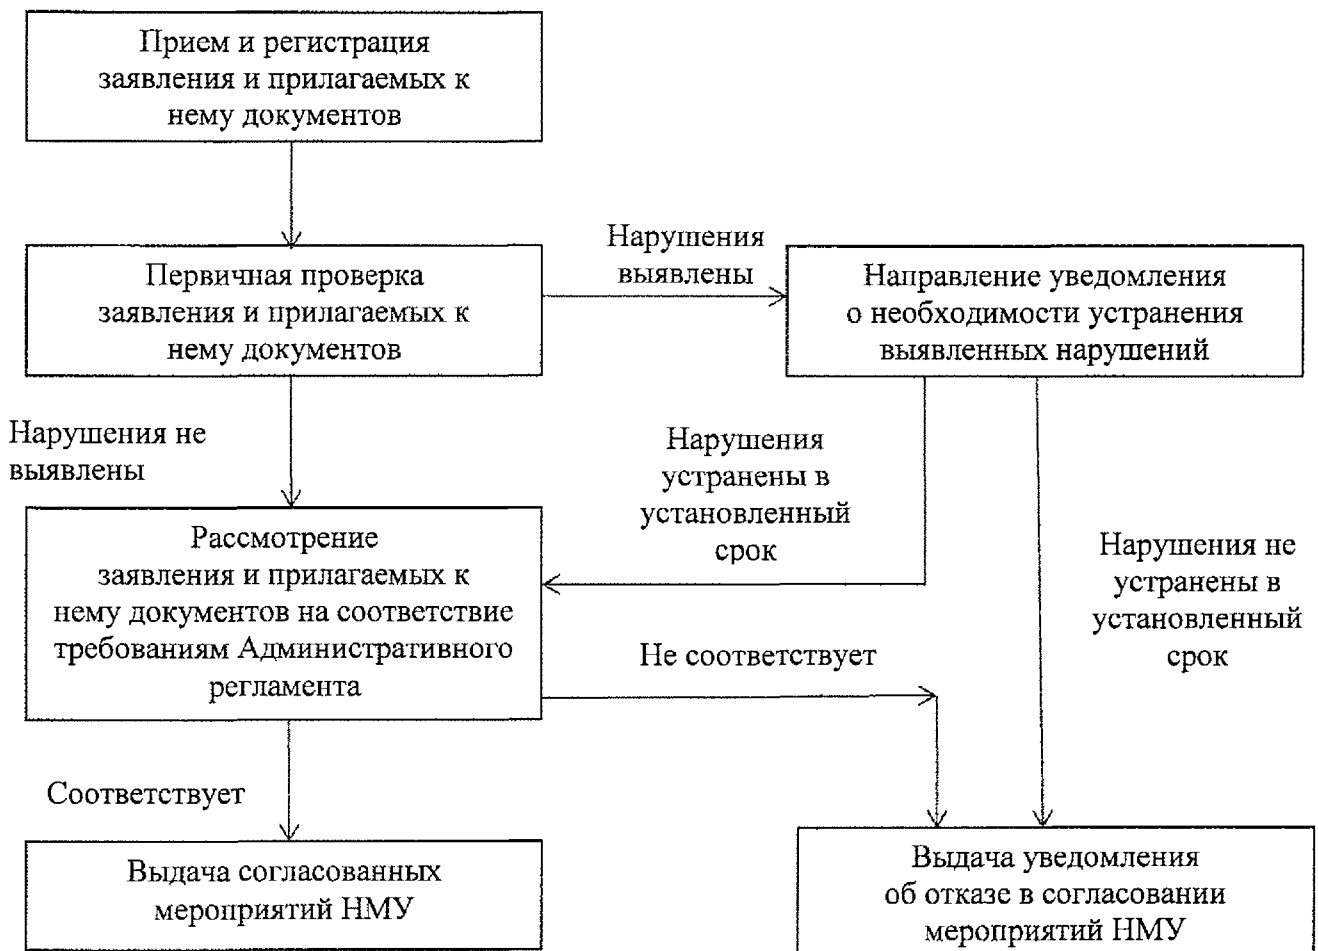 Прием и регистрация
заявления и прилагаемых к
нему документов
Первичная проверка
заявления и прилагаемых к
нему документов
Нарушения
выявлены
Направление уведомления
о необходимости устранения
выявленных нарушений
Нарушения не
выявлены
Нарушения
устранены в
установленный
срок
Нарушения не
устранены в
установленный
срок
Рассмотрение
заявления и прилагаемых к
нему документов на соответствие
требованиям Административного
регламента
Не соответствует
Соответствует
Выдача согласованных
мероприятий НМУ
Выдача уведомления
об отказе в согласовании
мероприятий НМУ